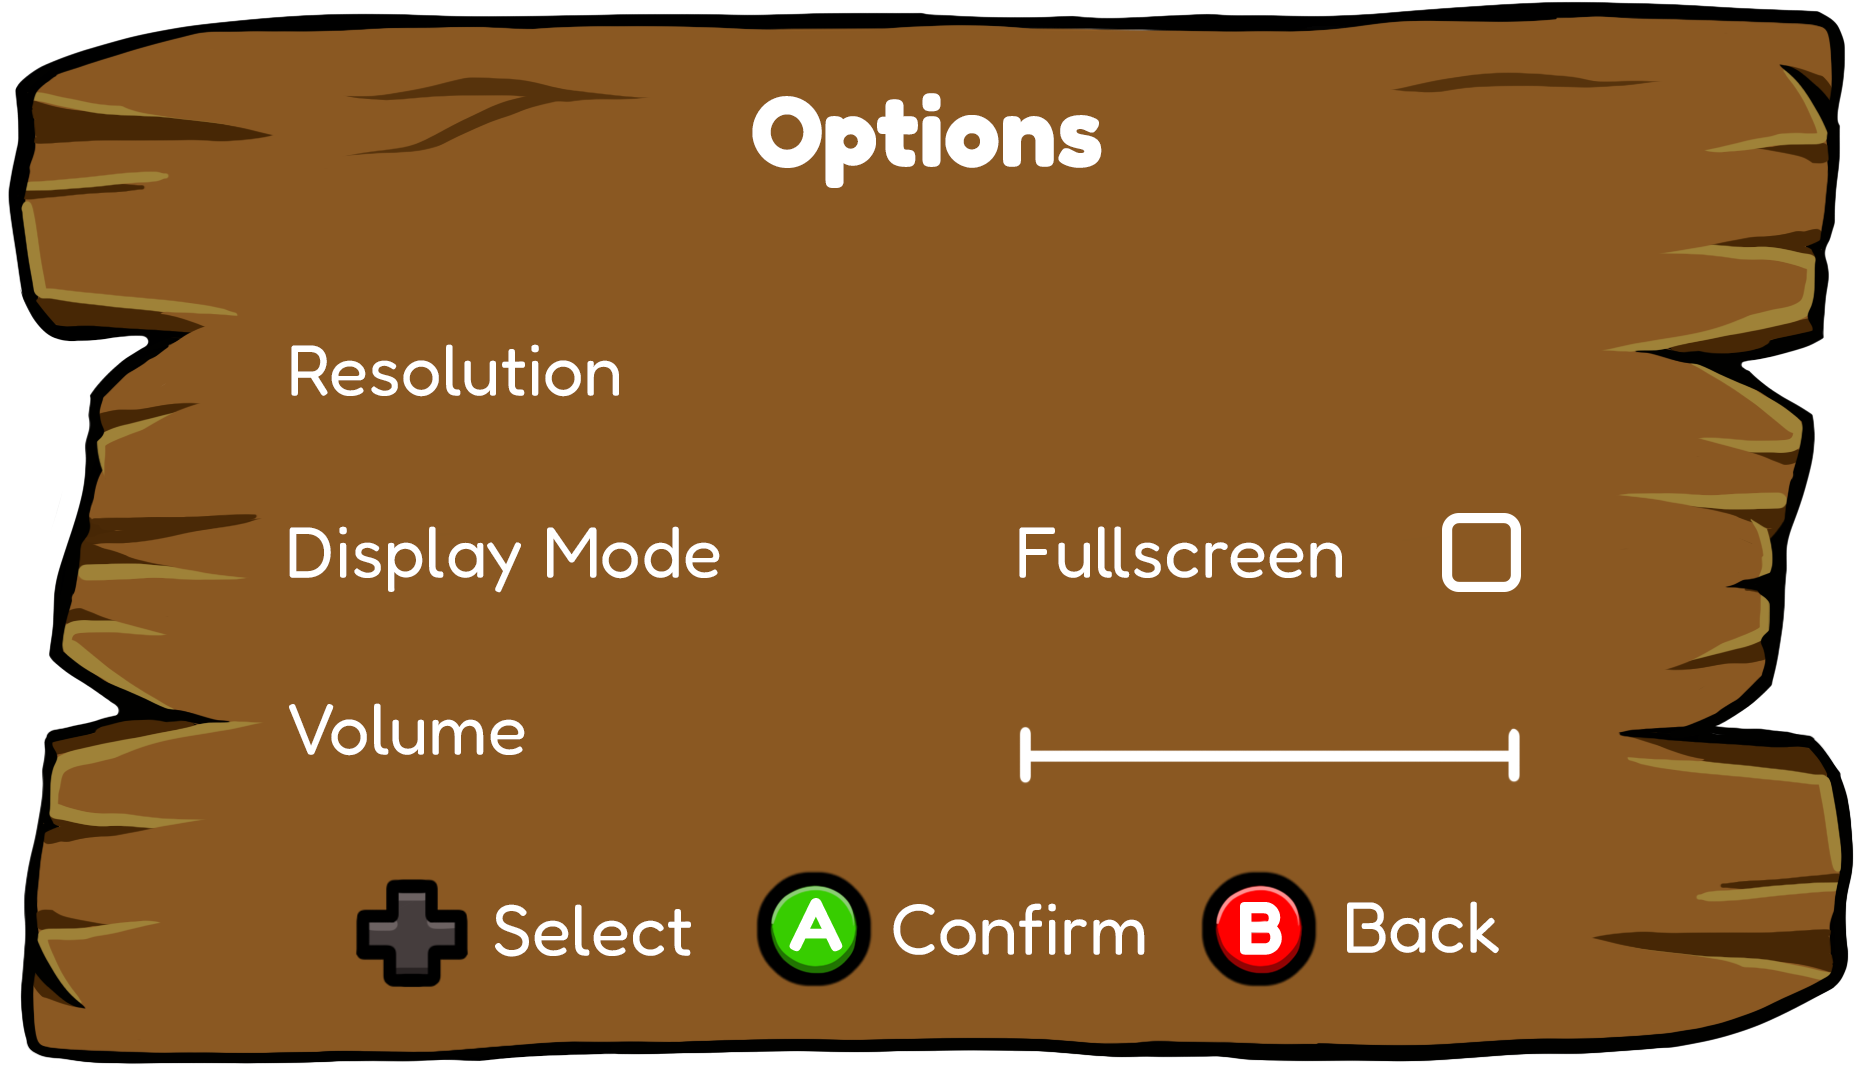 Options
Resolution
Display Mode Fullscreen
Volume
Select A Confirm B Back